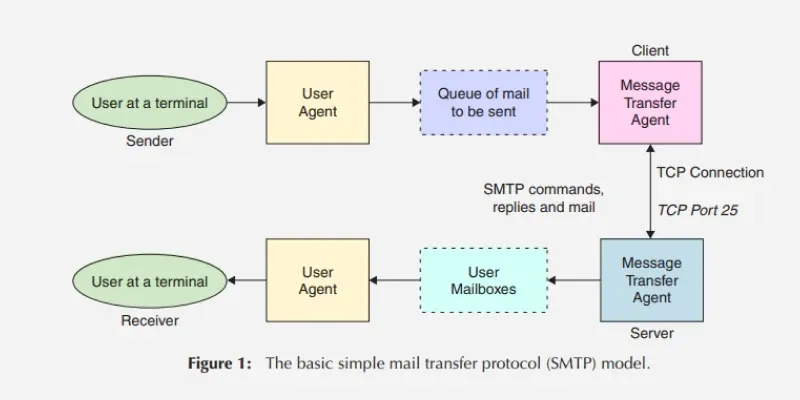 Client
User at a terminal
User
Agent
Queue of mail
to be sent
Message
Transfer
Agent
Sender
TCP Connection
SMTP commands,
replies and mail
TCP Port 25
User at a terminal
User
Agent
User
Mailboxes
Message
Transfer
Agent
Receiver
Server
Figure 1: The basic simple mail transfer protocol (SMTP) model.